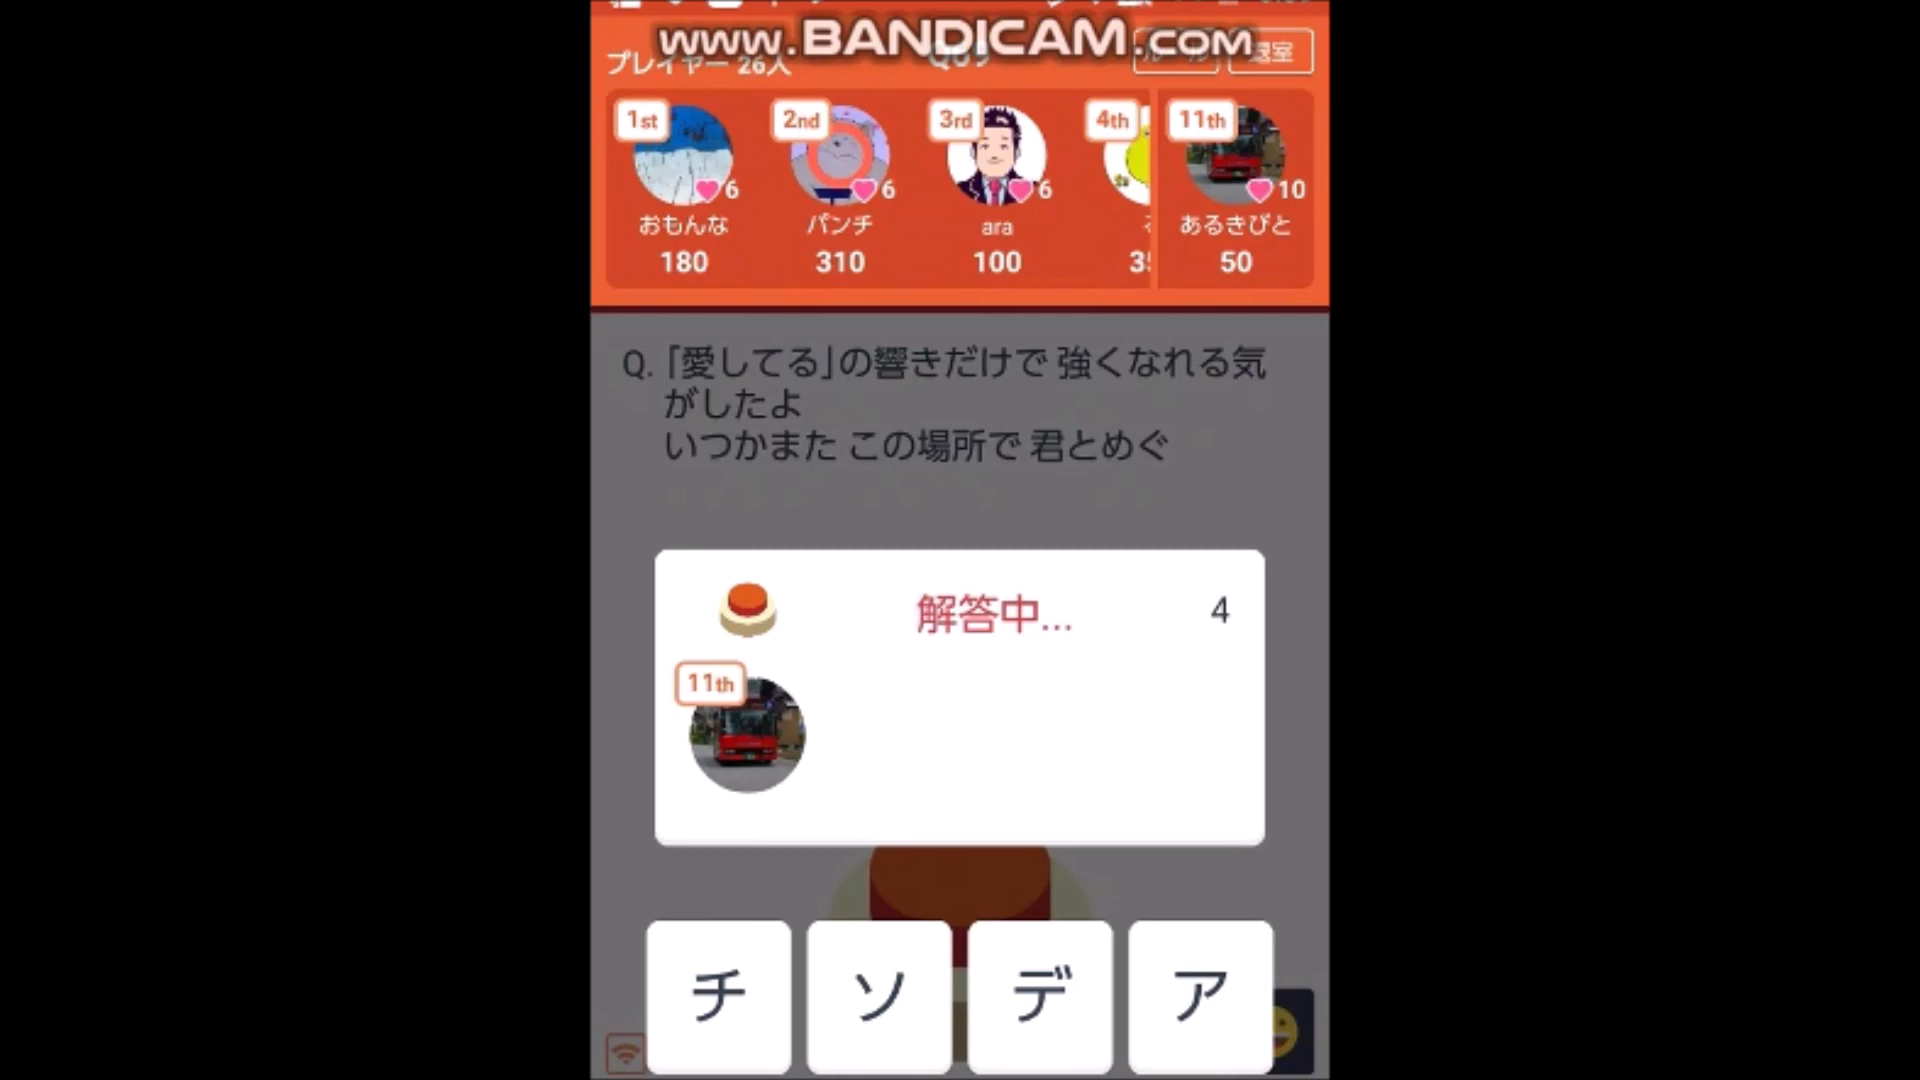 www.BANDICAM.com
プレイヤー 26人
退室
1st
2nd
3rd
4th
11th
6
6
6
10
おもんな
パンチ
ara
あるきびと
180
310
100
50
Q. 「愛してる」の響きだけで 強くなれる気
がしたよ
いつかまた この場所で 君とめぐ
解答中...
4
11th
チ
ソ
デ
ア